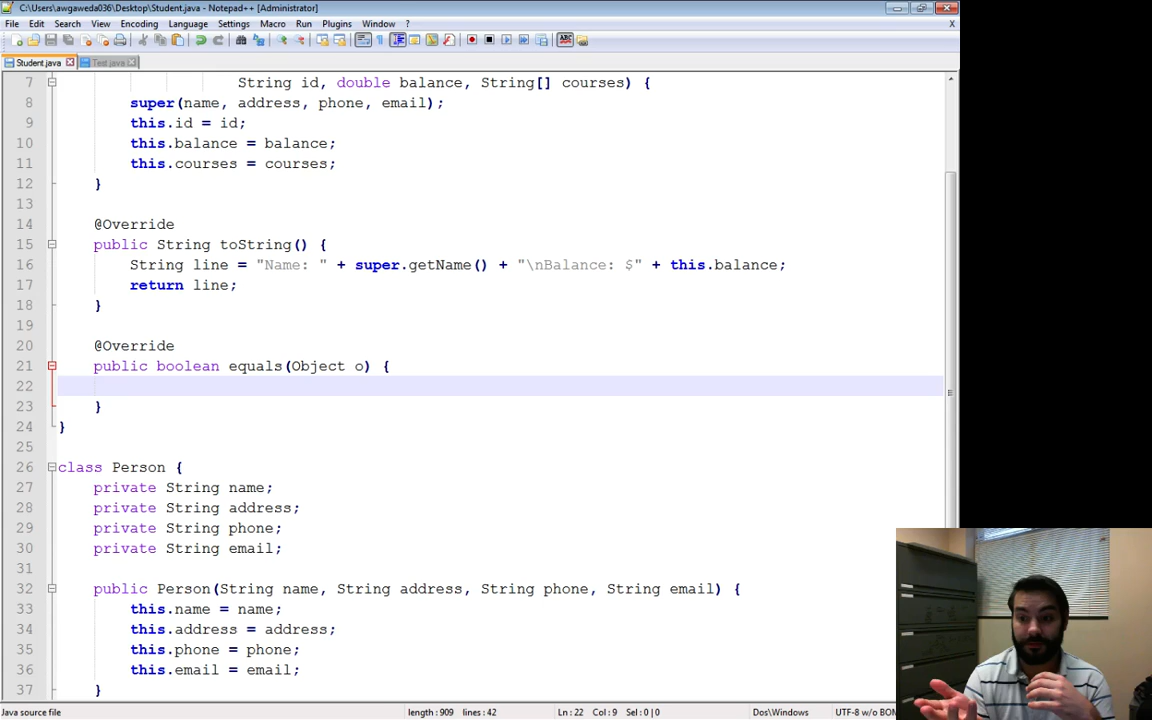 C:\Users\awgaweda036\Desktop\Student.java - Notepad++ [Administrator]
File Edit Search View Encoding Language Settings Macro Run Plugins Window ?
X
ABC
Student.java Test.java
7 String id, double balance, String[] courses) {
8 super(name, address, phone, email);
9 this.id = id;
10 this.balance = balance;
11 this.courses = courses;
12 }
13
14 @Override
15 public String toString() {
16 String line = "Name: " + super.getName() + "\nBalance: $" + this.balance;
17 return line;
18 }
19
20 @Override
21 public boolean equals(Object o) {
22
23 }
24 }
25
26 class Person {
27 private String name;
28 private String address;
29 private String phone;
30 private String email;
31
32 public Person(String name, String address, String phone, String email) {
33 this.name = name;
34 this.address = address;
35 this.phone = phone;
36 this.email = email;
37 }
Java source file length : 909 lines : 42 Ln : 22 Col : 9 Sel : 0 | 0 Dos\Windows UTF-8 w/o BOM